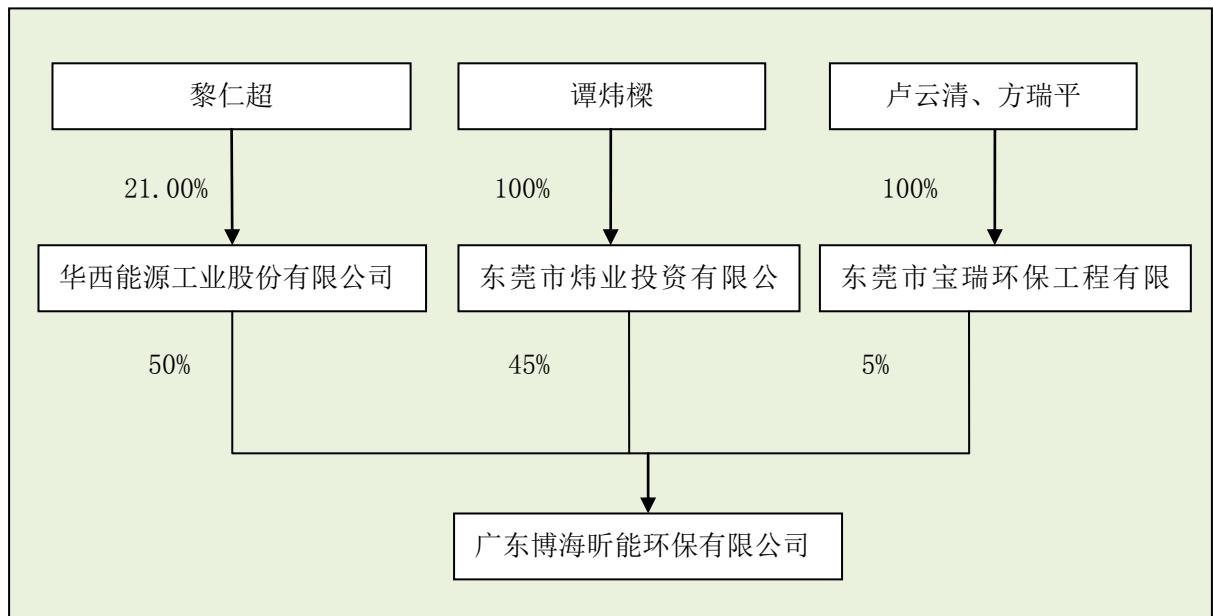 黎仁超
谭炜樑
卢云清、方瑞平
21.00%
100%
100%
华西能源工业股份有限公司
东莞市炜业投资有限公
东莞市宝瑞环保工程有限
50%
45%
5%
广东博海昕能环保有限公司